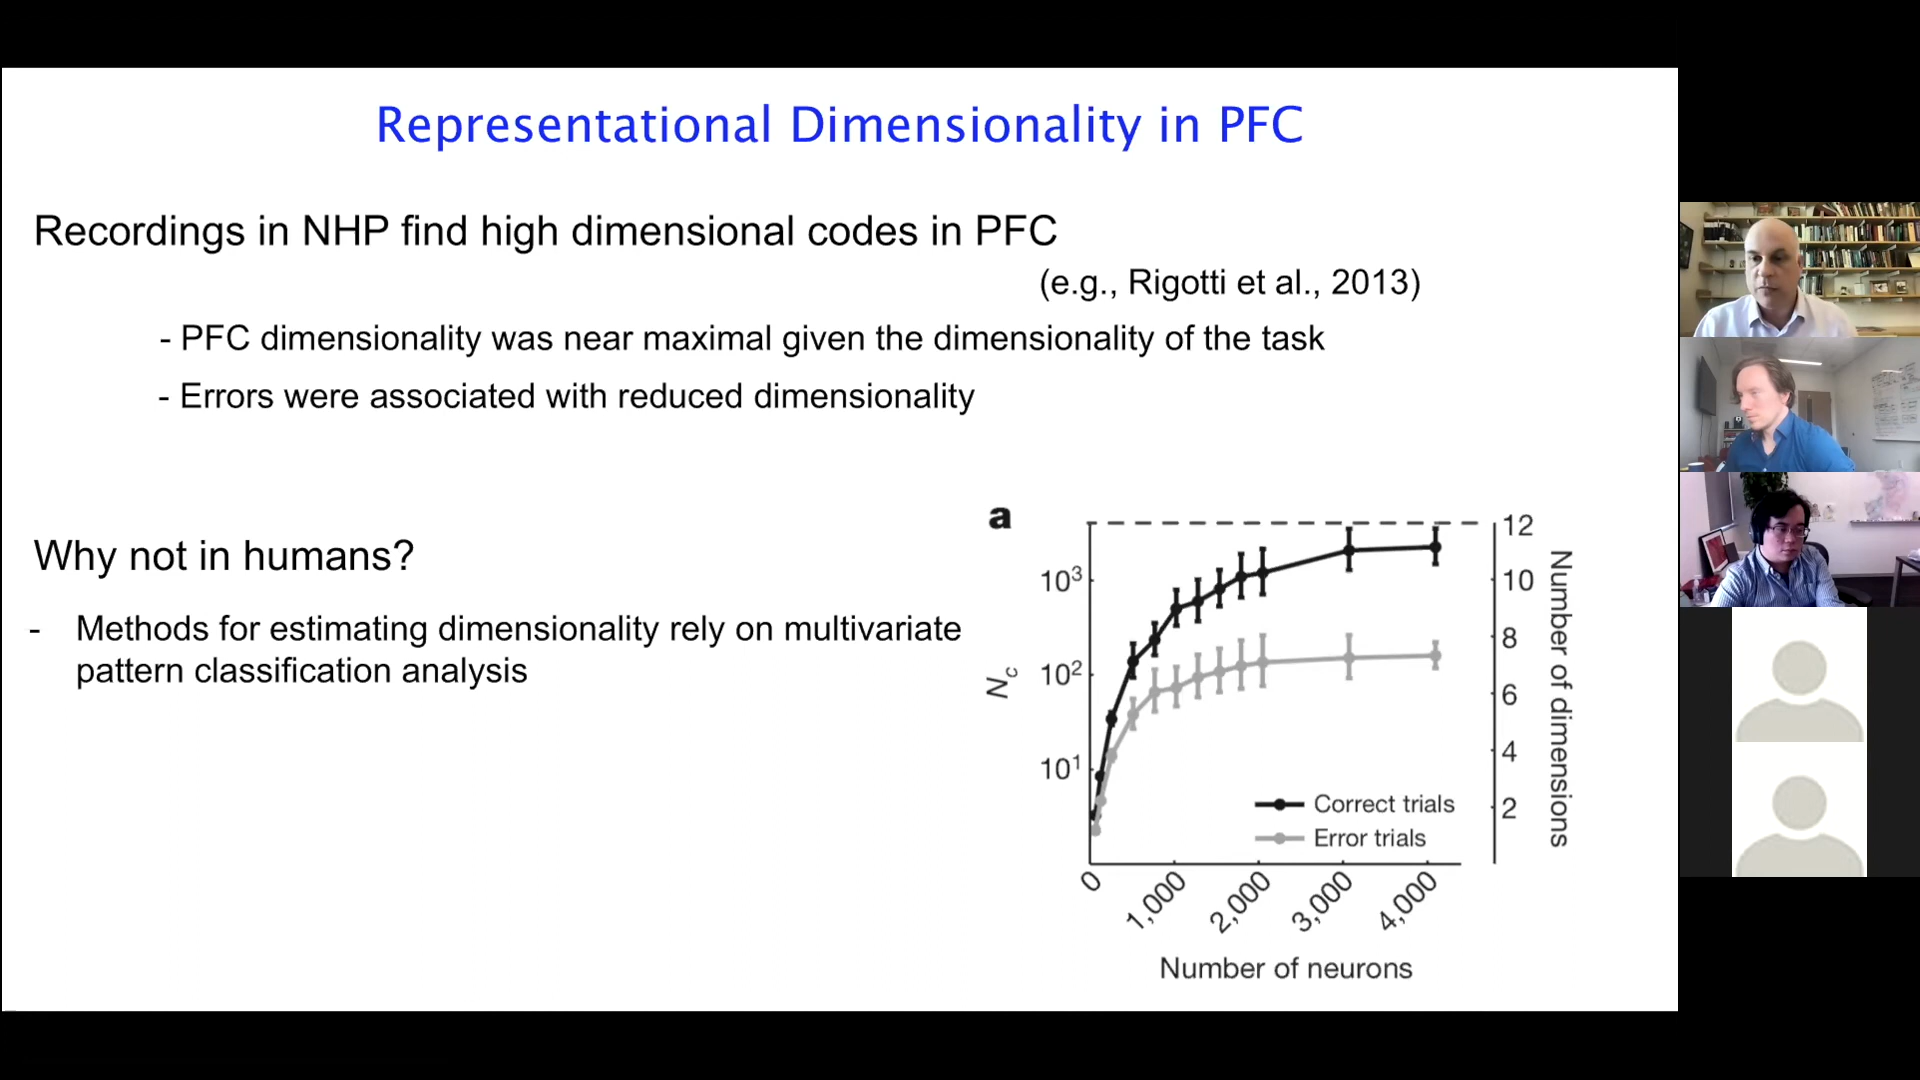 Representational Dimensionality in PFC
Recordings in NHP find high dimensional codes in PFC
(e.g., Rigotti et al., 2013)
- PFC dimensionality was near maximal given the dimensionality of the task
- Errors were associated with reduced dimensionality
Why not in humans?
- Methods for estimating dimensionality rely on multivariate
pattern classification analysis
a
10³
10²
10¹
N꜀
12
10
8
6
4
2
Number of dimensions
Correct trials
Error trials
0
1,000
2,000
3,000
4,000
Number of neurons